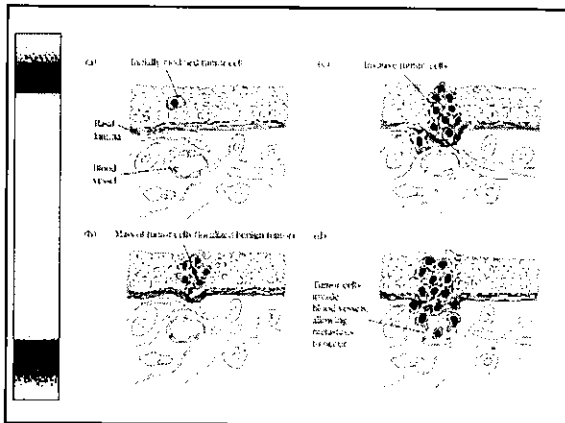 (a) Initially modified tumor cell
Basal
lamina
Blood
vessel
(b) Mass of tumor cells (localized benign tumor)
(c) Invasive tumor cells
(d)
Tumor cells
invade
blood vessels,
allowing
metastasis
to occur